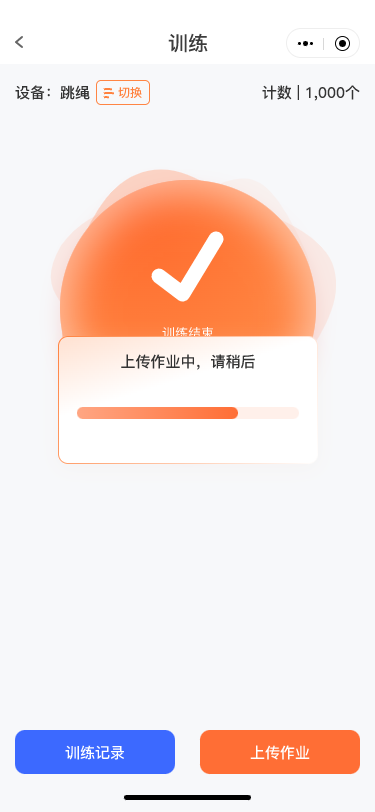 训练
设备：跳绳 切换 计数 | 1,000个
训练结束
上传作业中，请稍后
训练记录 上传作业